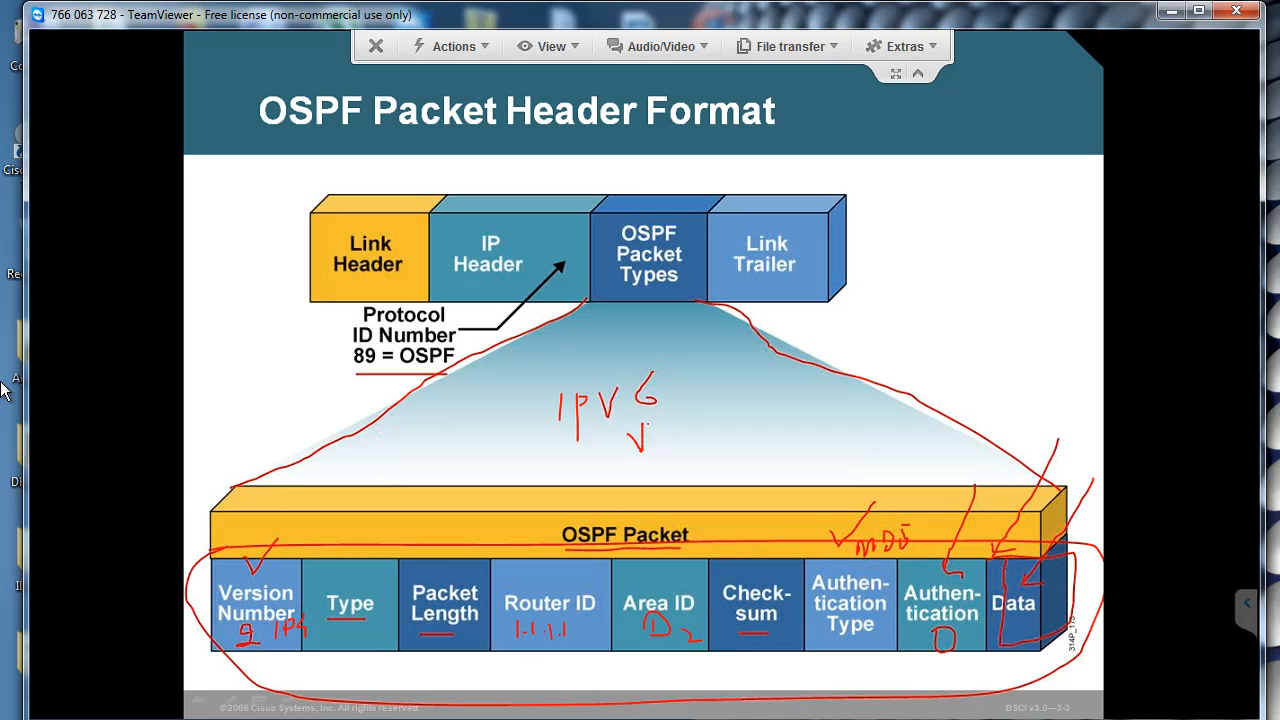 766 063 728 - TeamViewer - Free license (non-commercial use only)
Actions
View
Audio/Video
File transfer
Extras
OSPF Packet Header Format
Link
Header
IP
Header
OSPF
Packet
Types
Link
Trailer
Protocol
ID Number
89 = OSPF
IPV6
OSPF Packet
MD5
Version
Number
Type
Packet
Length
Router ID
1.1.1.1
Area ID
Check-
sum
Authen-
tication
Type
Authen-
tication
Data
©2006 Cisco Systems, Inc. All rights reserved.
BSCI v3.0—3-3